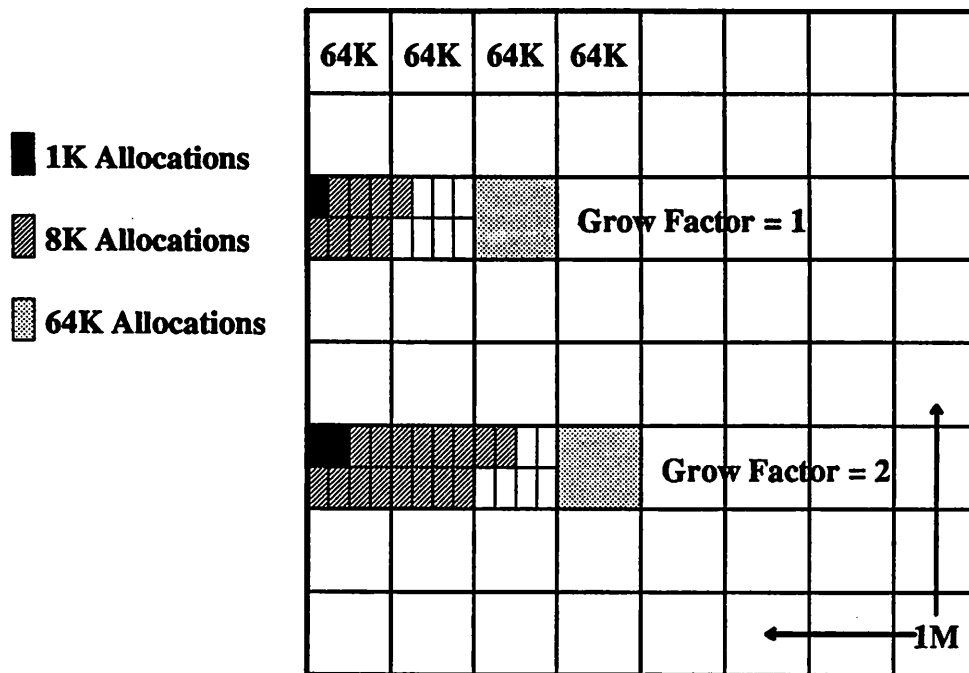 64K 64K 64K 64K
1K Allocations
8K Allocations
Grow Factor = 1
64K Allocations
Grow Factor = 2
1M